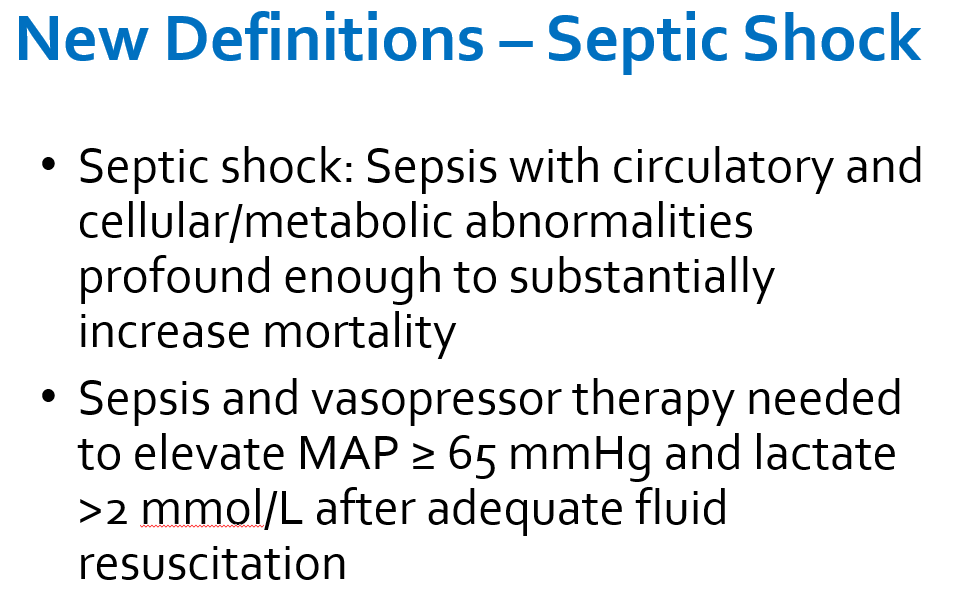 New Definitions – Septic Shock
• Septic shock: Sepsis with circulatory and
cellular/metabolic abnormalities
profound enough to substantially
increase mortality
• Sepsis and vasopressor therapy needed
to elevate MAP ≥ 65 mmHg and lactate
>2 mmol/L after adequate fluid
resuscitation